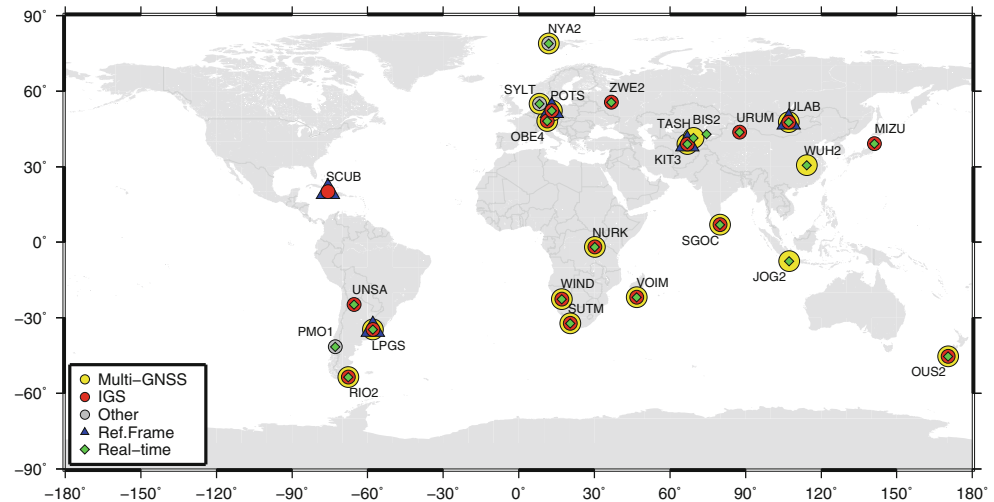 90°
60°
30°
0°
−30°
−60°
−90°
NYA2
SYLT
POTS
ZWE2
OBE4
TASH
BIS2
URUM
ULAB
KIT3
MIZU
WUH2
SCUB
NURK
SGOC
JOG2
UNSA
WIND
VOIM
SUTM
PMO1
LPGS
OUS2
RIO2
Multi−GNSS
IGS
Other
Ref.Frame
Real−time
−180° −150° −120° −90° −60° −30° 0° 30° 60° 90° 120° 150° 180°